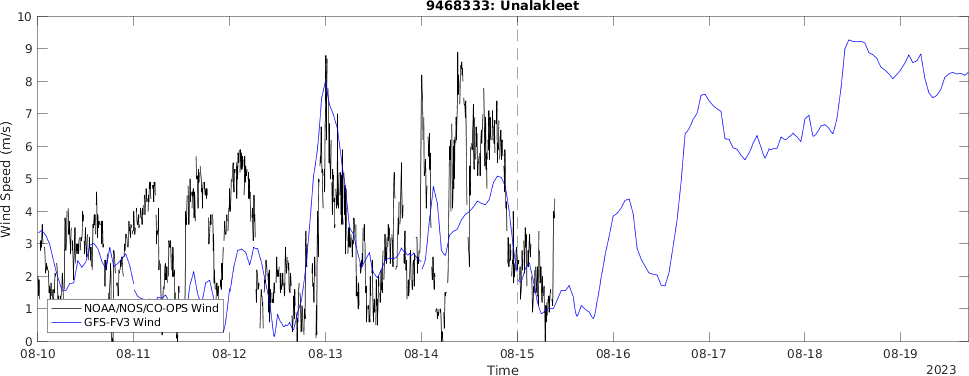 9468333: Unalakleet
10
9
8
7
6
5
4
3
2
1
0
Wind Speed (m/s)
NOAA/NOS/CO-OPS Wind
GFS-FV3 Wind
08-10 08-11 08-12 08-13 08-14 08-15 08-16 08-17 08-18 08-19
Time
2023